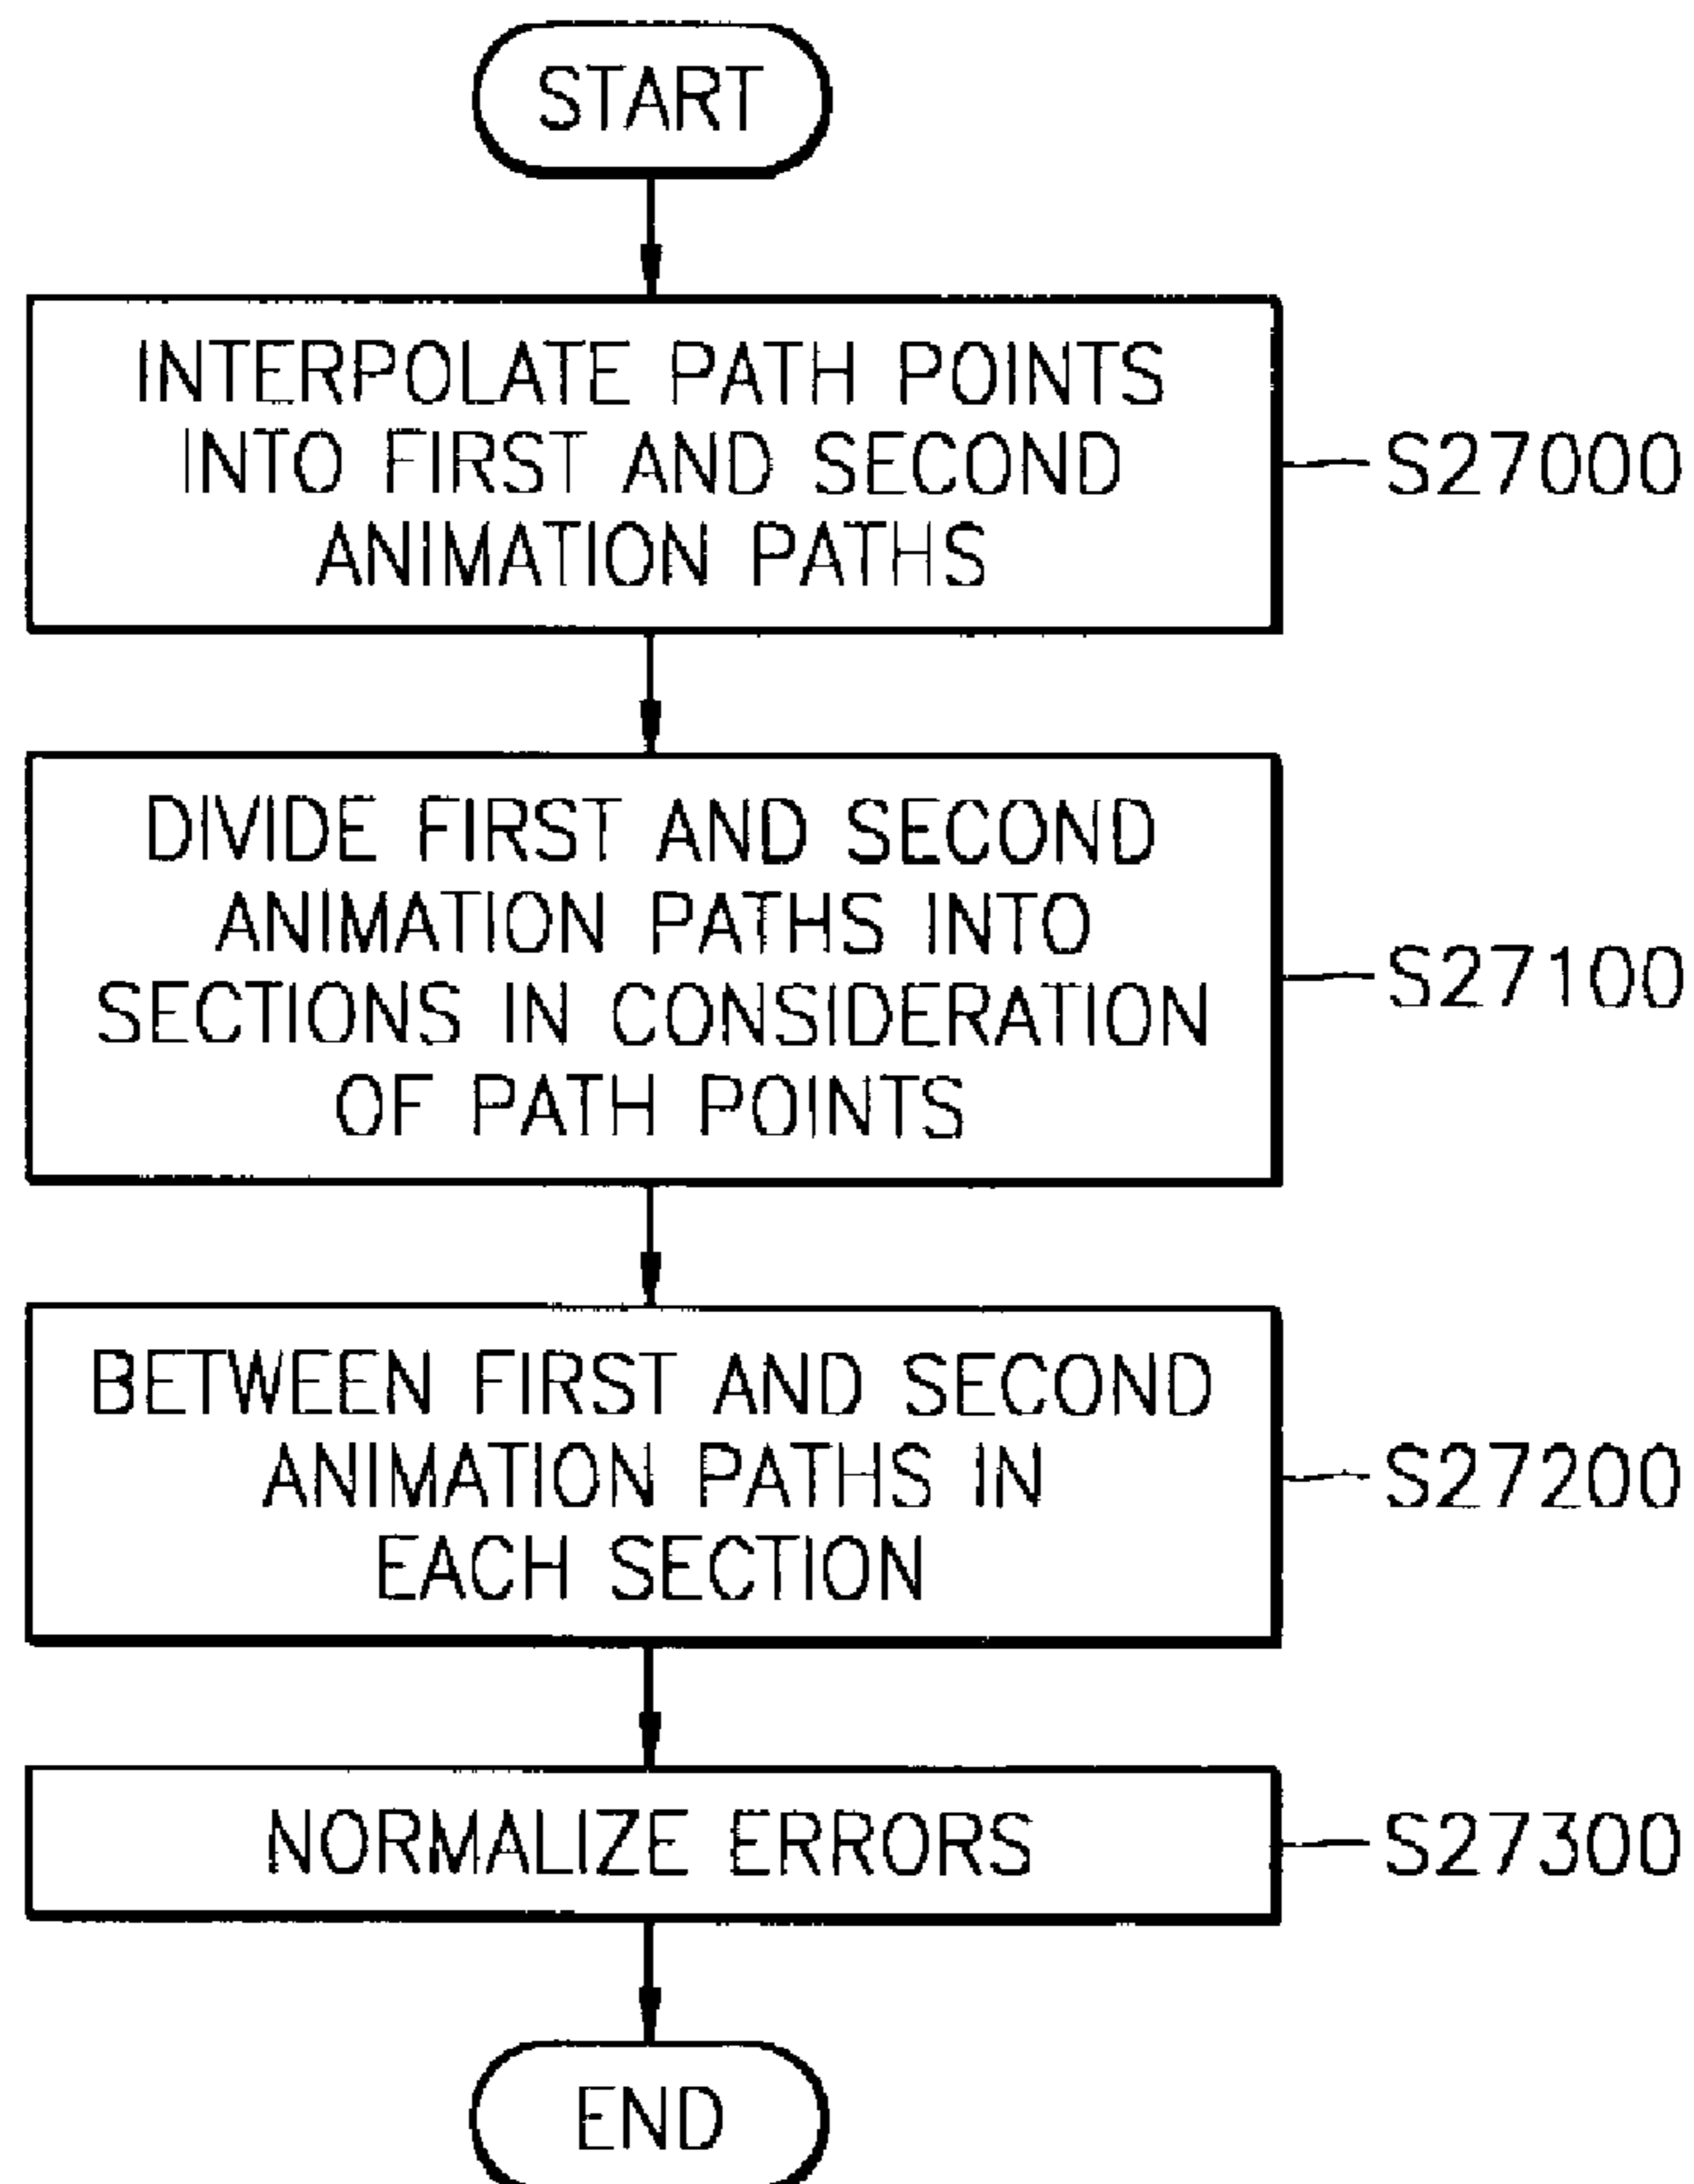 START
INTERPOLATE PATH POINTS
INTO FIRST AND SECOND
ANIMATION PATHS
S27000
DIVIDE FIRST AND SECOND
ANIMATION PATHS INTO
SECTIONS IN CONSIDERATION
OF PATH POINTS
S27100
BETWEEN FIRST AND SECOND
ANIMATION PATHS IN
EACH SECTION
S27200
NORMALIZE ERRORS
S27300
END